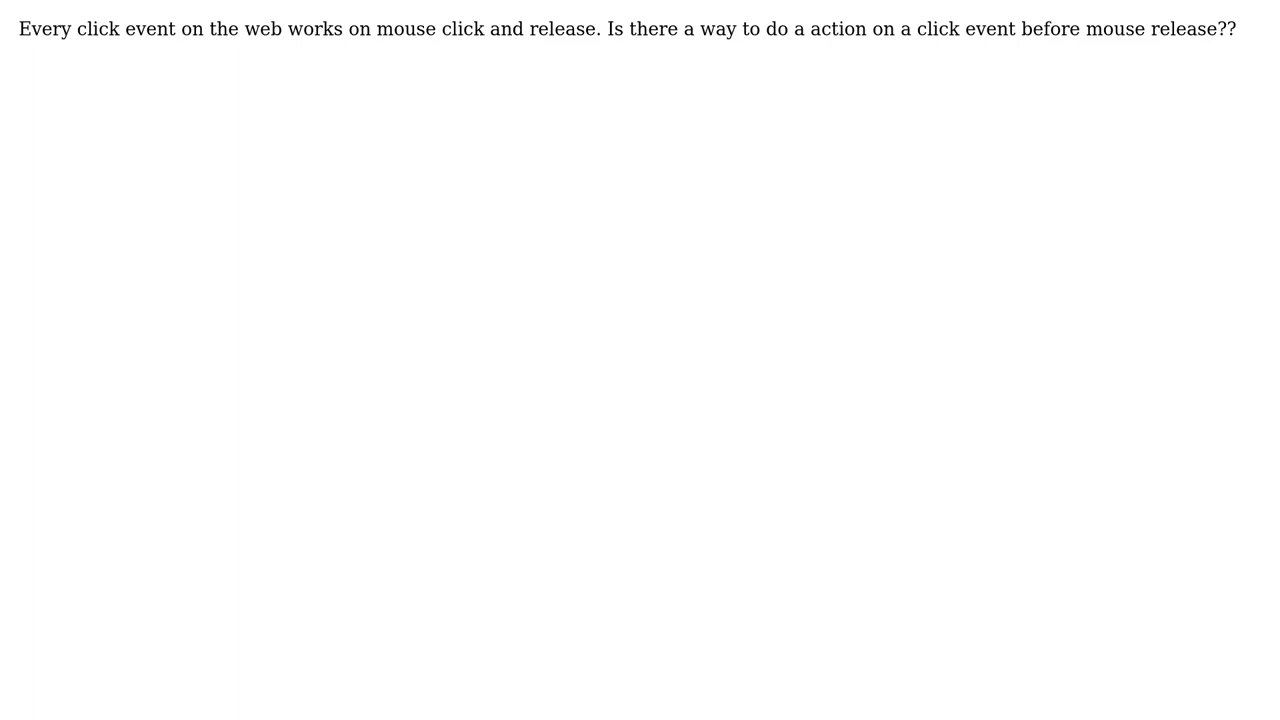 Every click event on the web works on mouse click and release. Is there a way to do a action on a click event before mouse release??